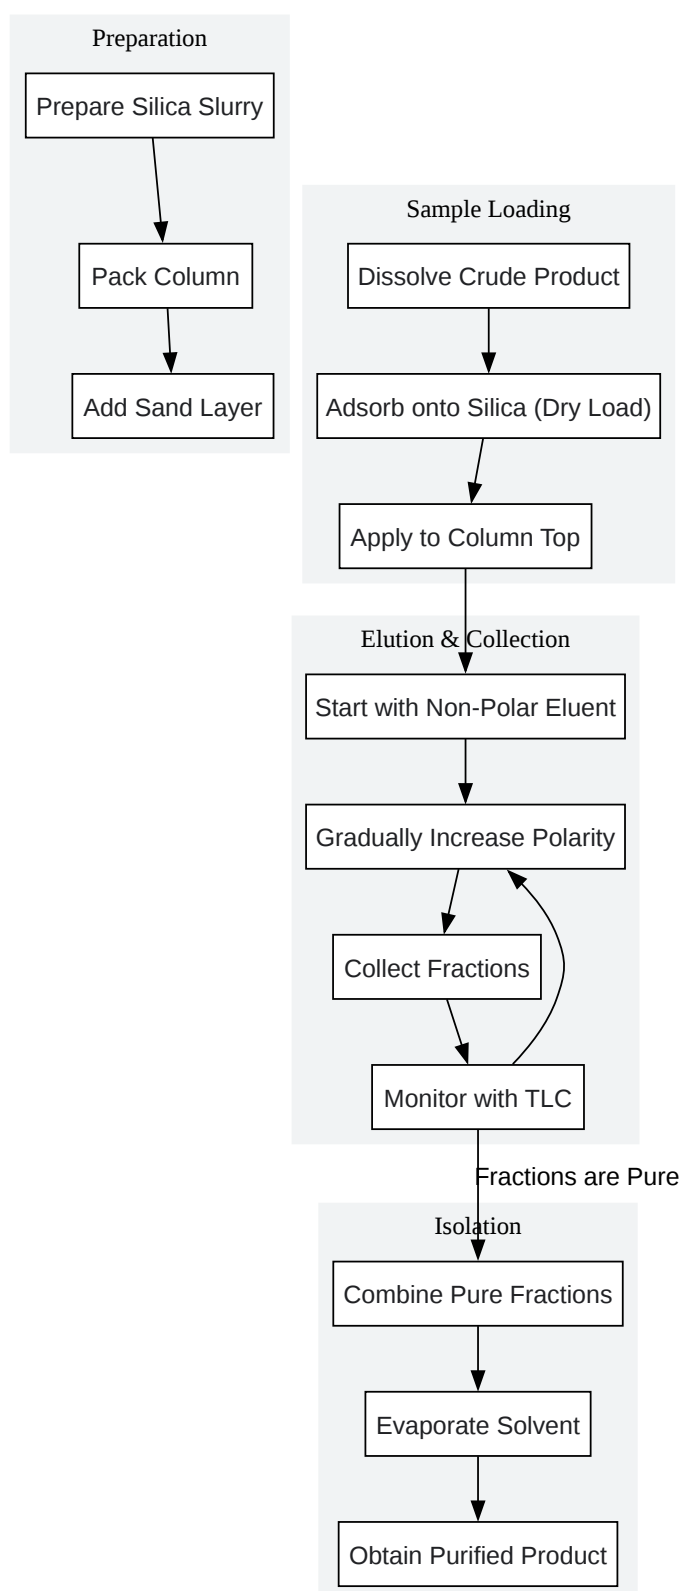 Preparation
Prepare Silica Slurry
Pack Column
Add Sand Layer
Sample Loading
Dissolve Crude Product
Adsorb onto Silica (Dry Load)
Apply to Column Top
Elution & Collection
Start with Non-Polar Eluent
Gradually Increase Polarity
Collect Fractions
Monitor with TLC
Fractions are Pure
Isolation
Combine Pure Fractions
Evaporate Solvent
Obtain Purified Product